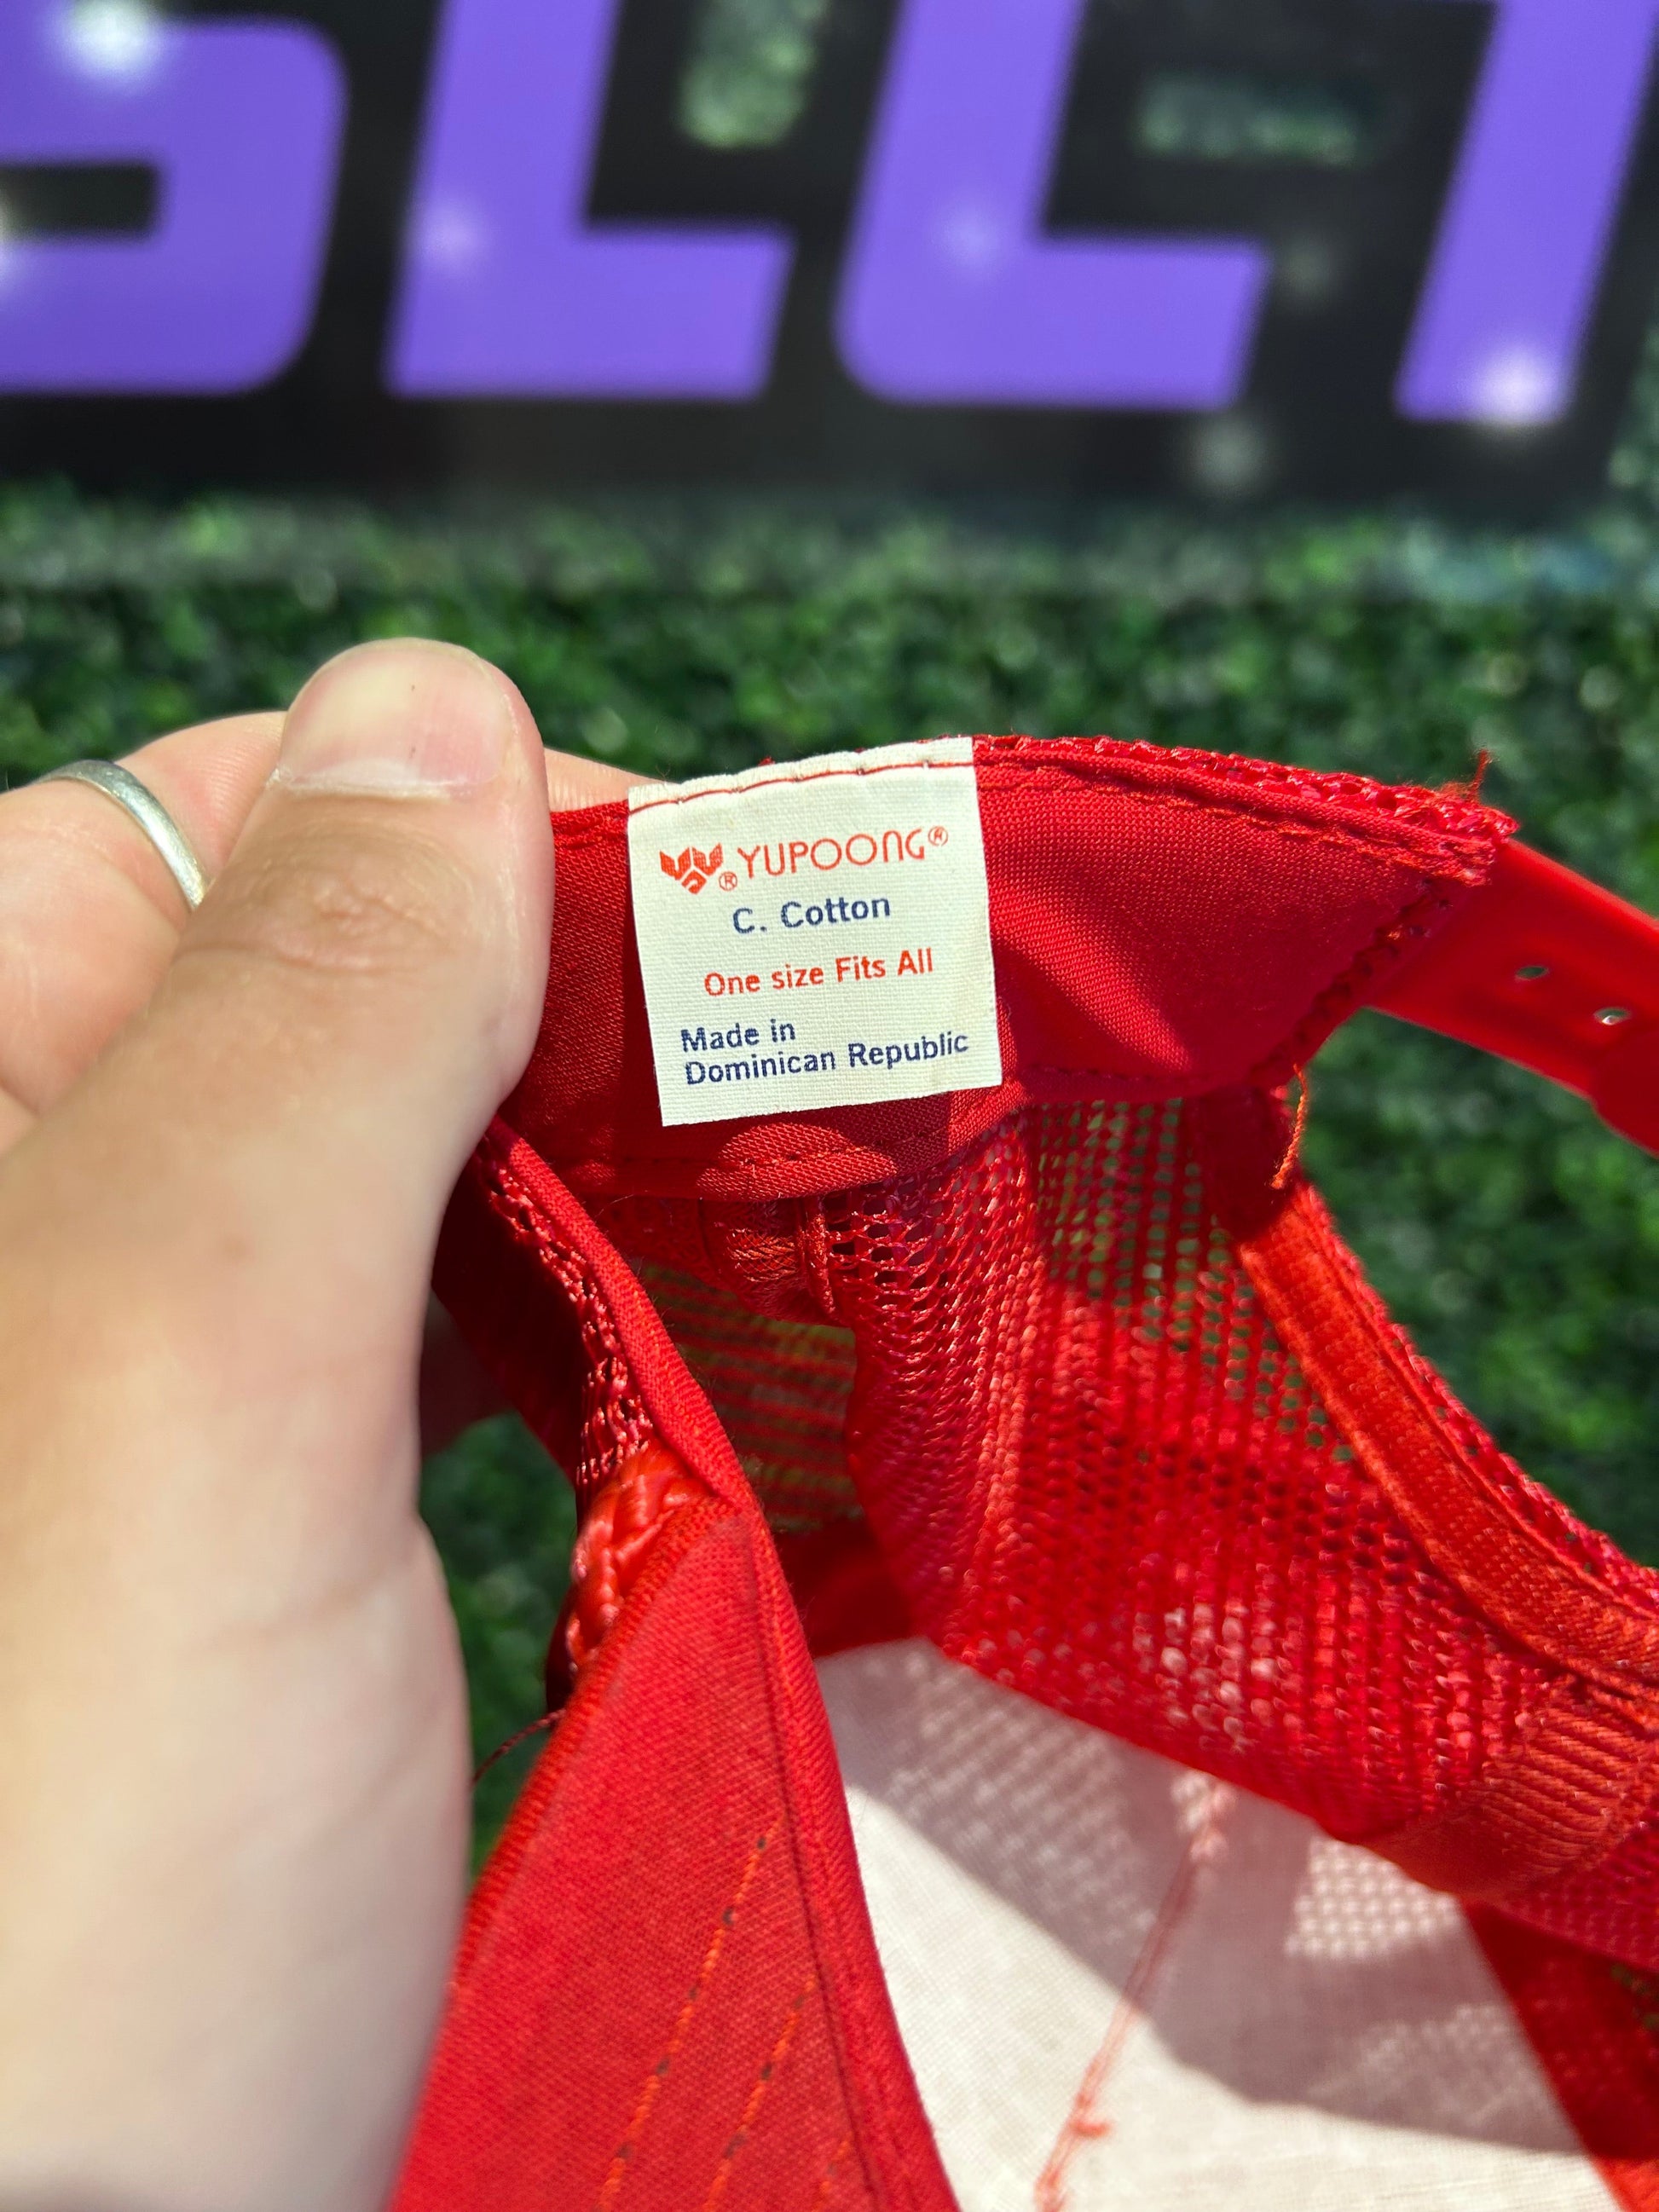 YUPOONG®
C. Cotton
One size Fits All
Made in
Dominican Republic